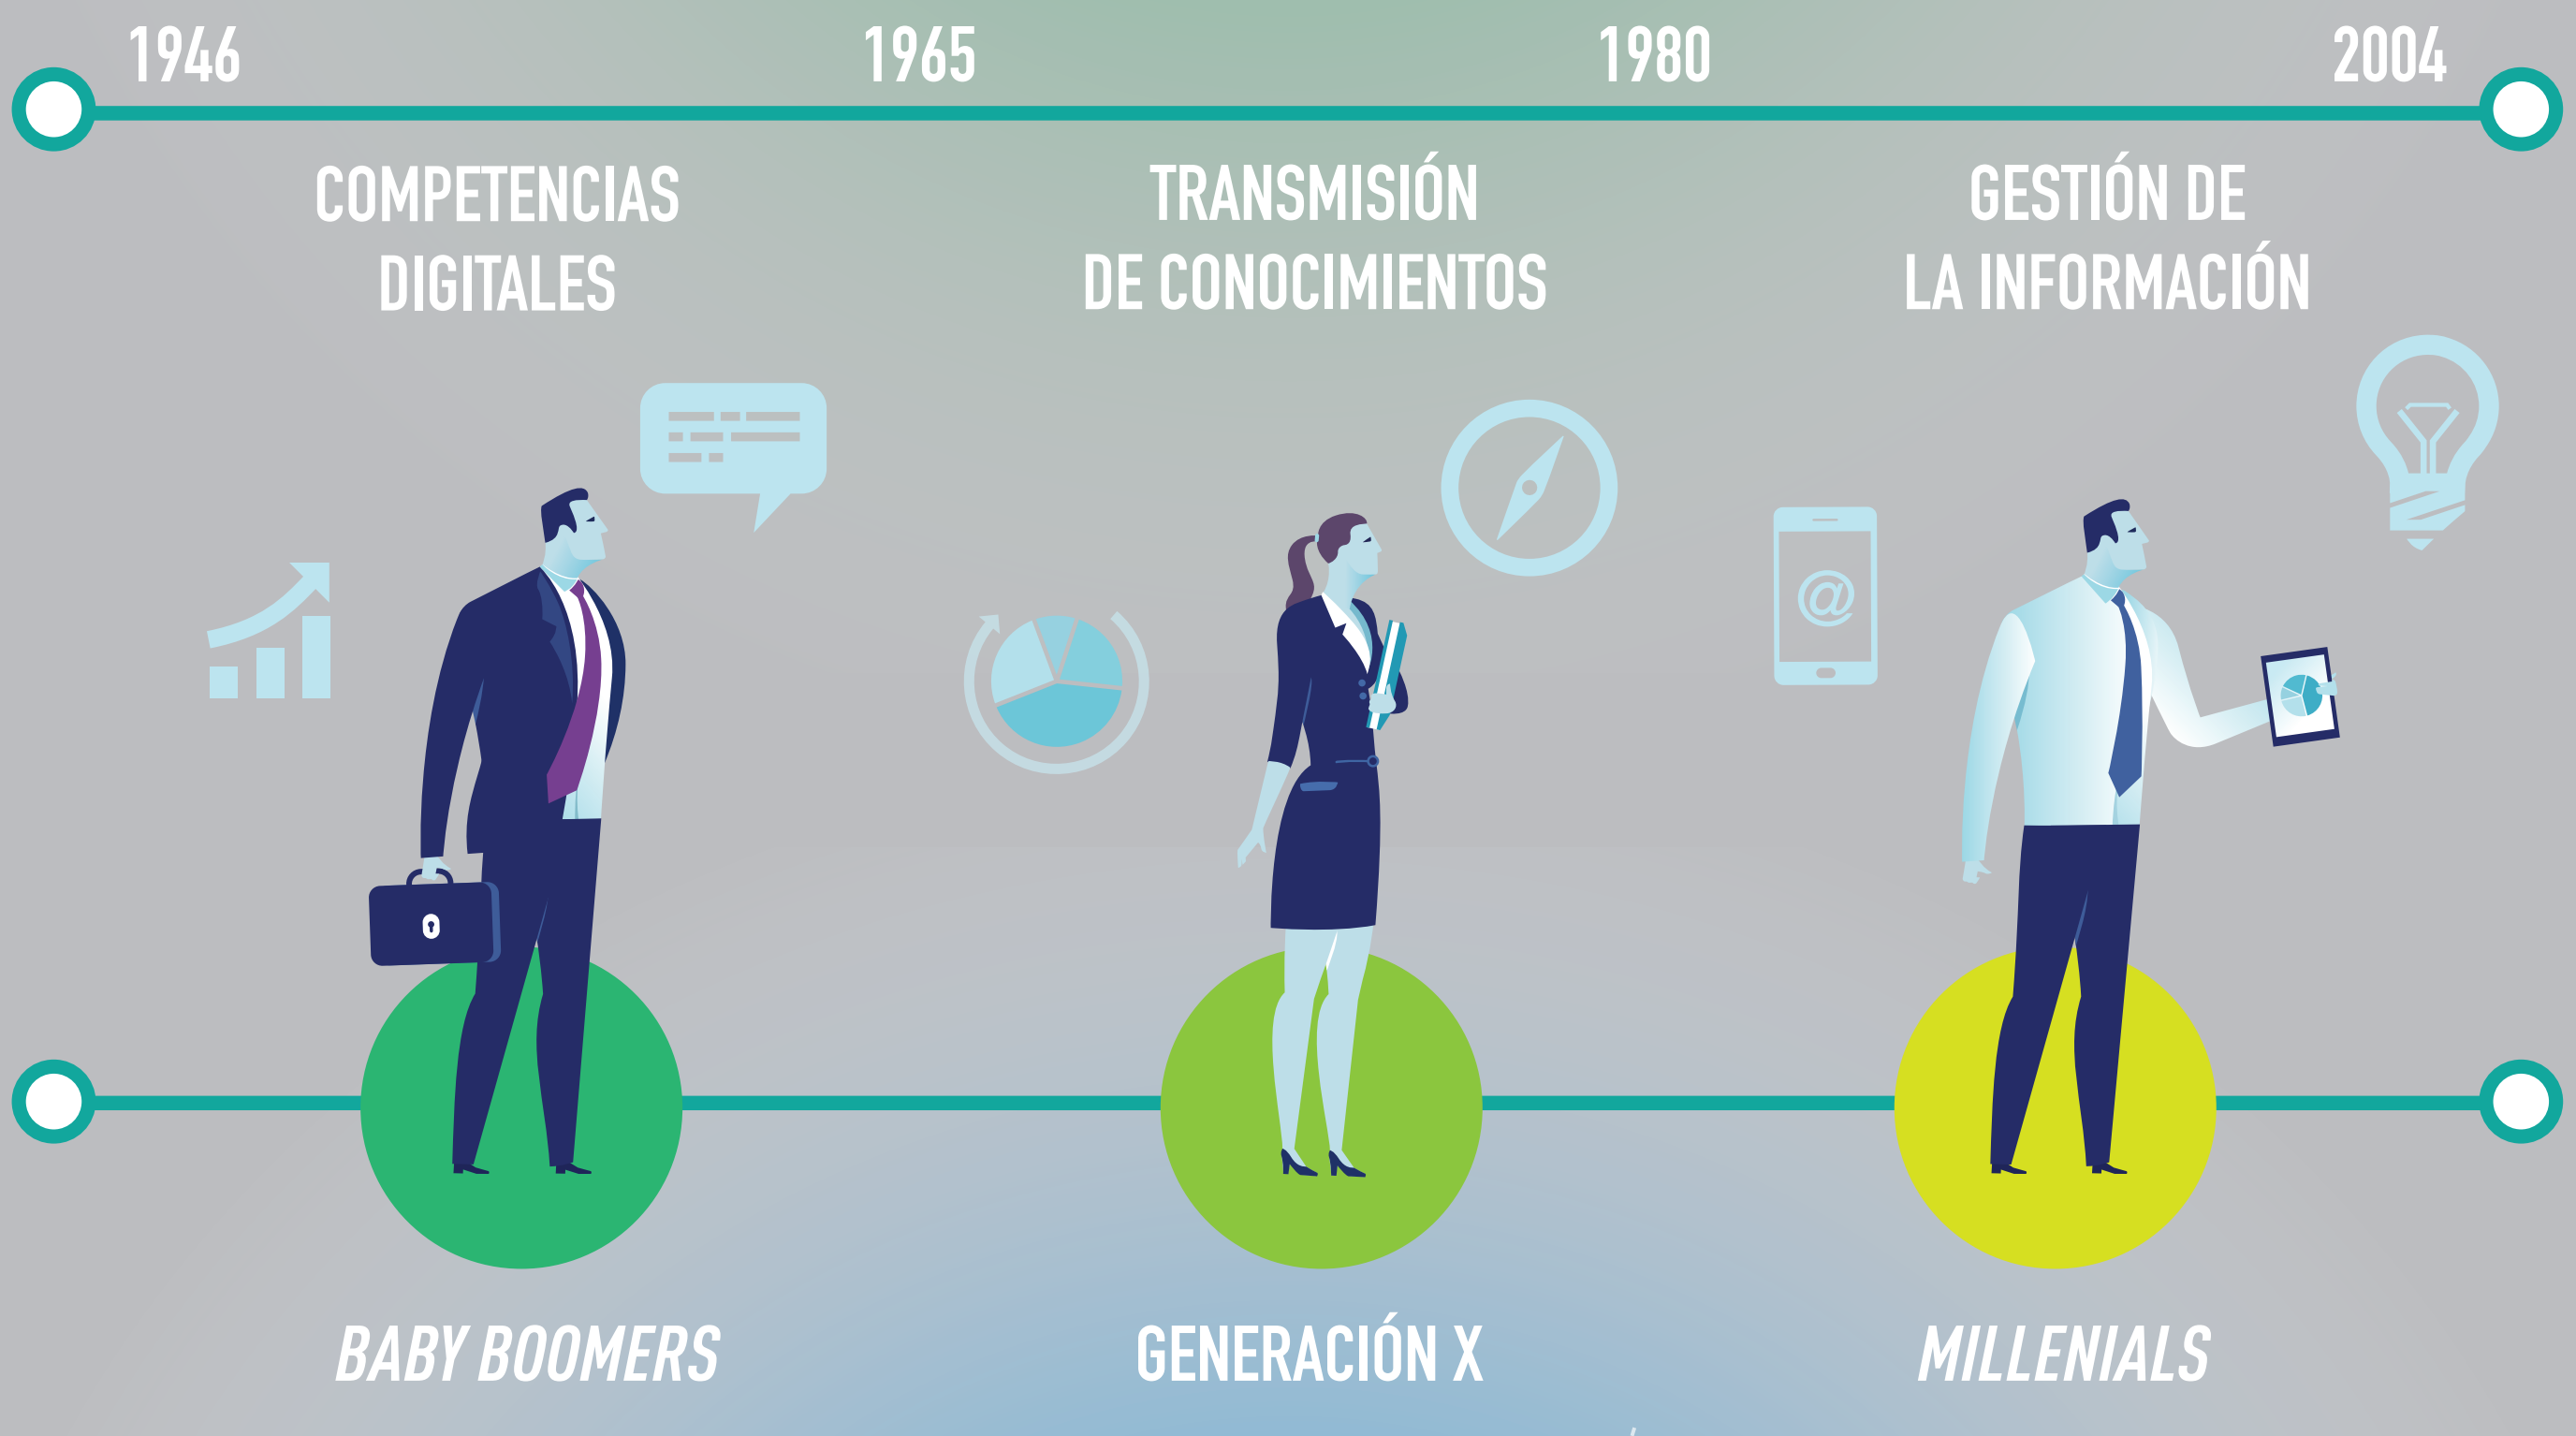 1946 1965 1980 2004
COMPETENCIAS
DIGITALES
TRANSMISIÓN
DE CONOCIMIENTOS
GESTIÓN DE
LA INFORMACIÓN
@
BABY BOOMERS
GENERACIÓN X
MILLENIALS